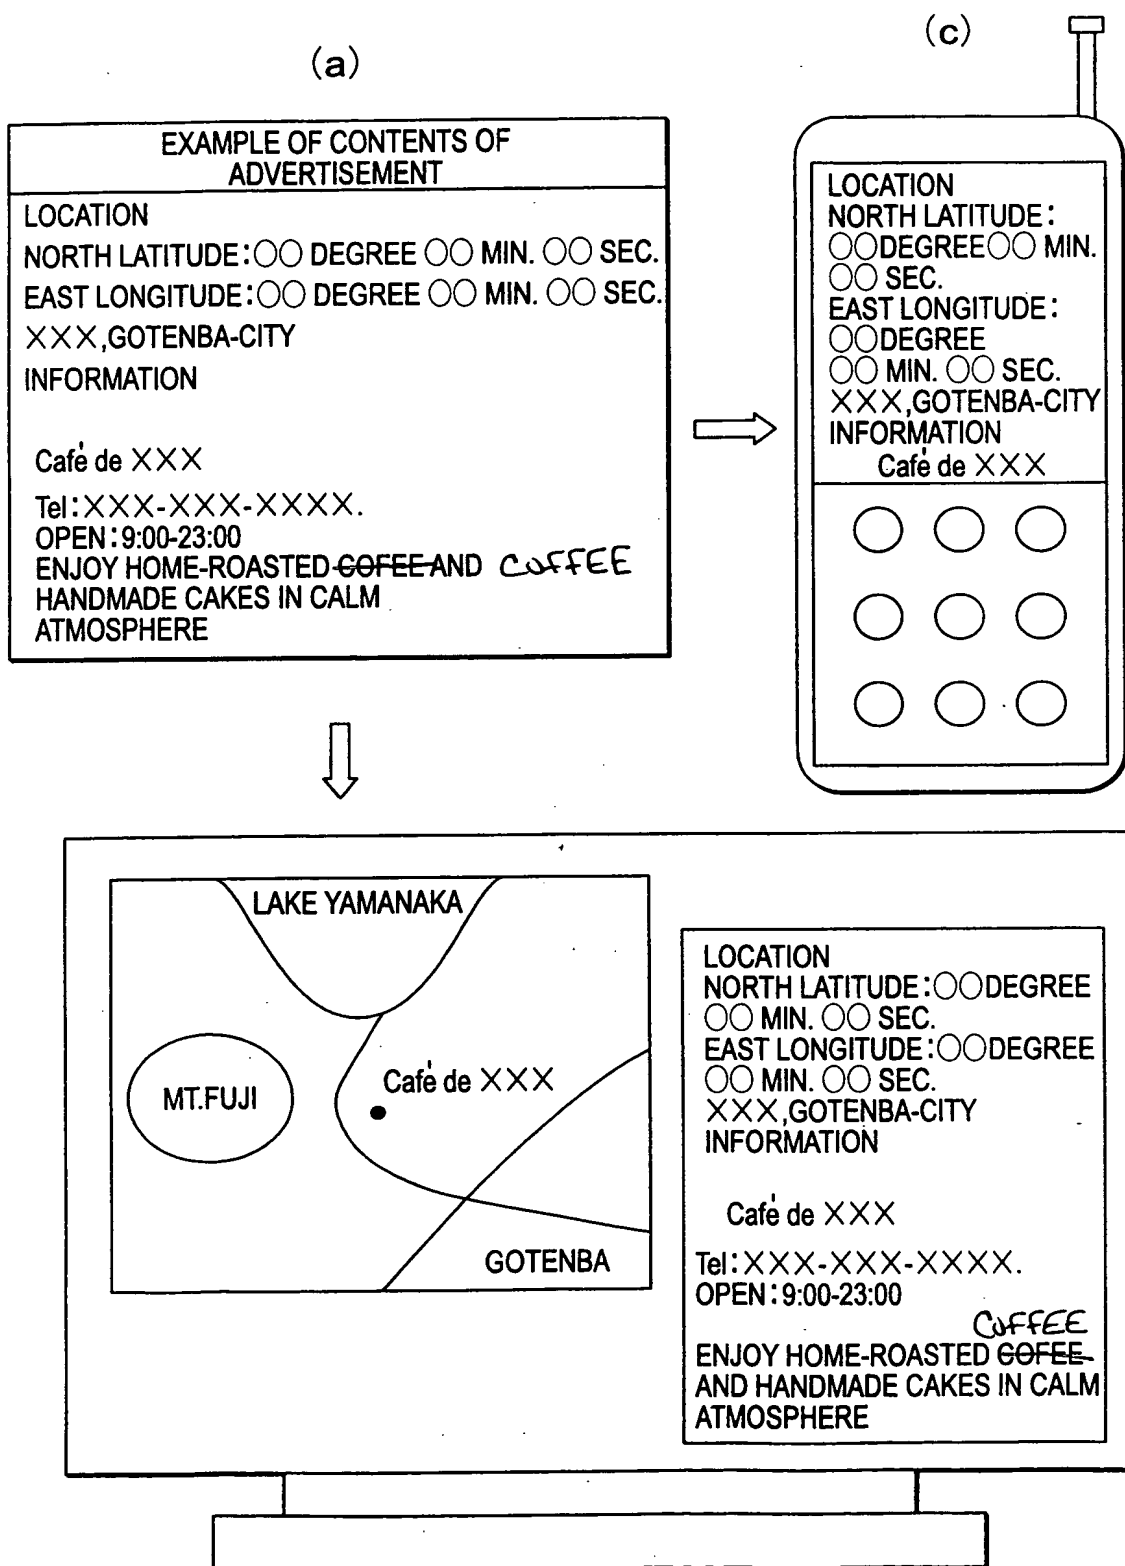 (a)
EXAMPLE OF CONTENTS OF
ADVERTISEMENT
LOCATION
NORTH LATITUDE:○○ DEGREE ○○ MIN. ○○ SEC.
EAST LONGITUDE:○○ DEGREE ○○ MIN. ○○ SEC.
×××,GOTENBA-CITY
INFORMATION
Café de ×××
Tel:×××-×××-××××.
OPEN:9:00-23:00
ENJOY HOME-ROASTED COFEE AND COFFEE
HANDMADE CAKES IN CALM
ATMOSPHERE
(c)
LOCATION
NORTH LATITUDE:
○○DEGREE○○ MIN.
○○ SEC.
EAST LONGITUDE:
○○DEGREE
○○ MIN. ○○ SEC.
×××,GOTENBA-CITY
INFORMATION
Café de ×××
LAKE YAMANAKA
MT.FUJI
Café de ×××
GOTENBA
LOCATION
NORTH LATITUDE:○○DEGREE
○○ MIN. ○○ SEC.
EAST LONGITUDE:○○DEGREE
○○ MIN. ○○ SEC.
×××,GOTENBA-CITY
INFORMATION
Café de ×××
Tel:×××-×××-××××.
OPEN:9:00-23:00
COFFEE
ENJOY HOME-ROASTED COFEE
AND HANDMADE CAKES IN CALM
ATMOSPHERE